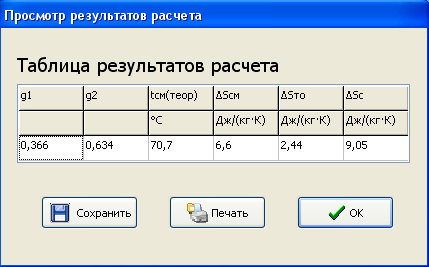 Просмотр результатов расчета
Таблица результатов расчета
g1 g2 tсм(теор) ΔSсм ΔSто ΔSс
°C Дж/(кг·К) Дж/(кг·К) Дж/(кг·К)
0,366 0,634 70,7 6,6 2,44 9,05
Сохранить Печать ОК